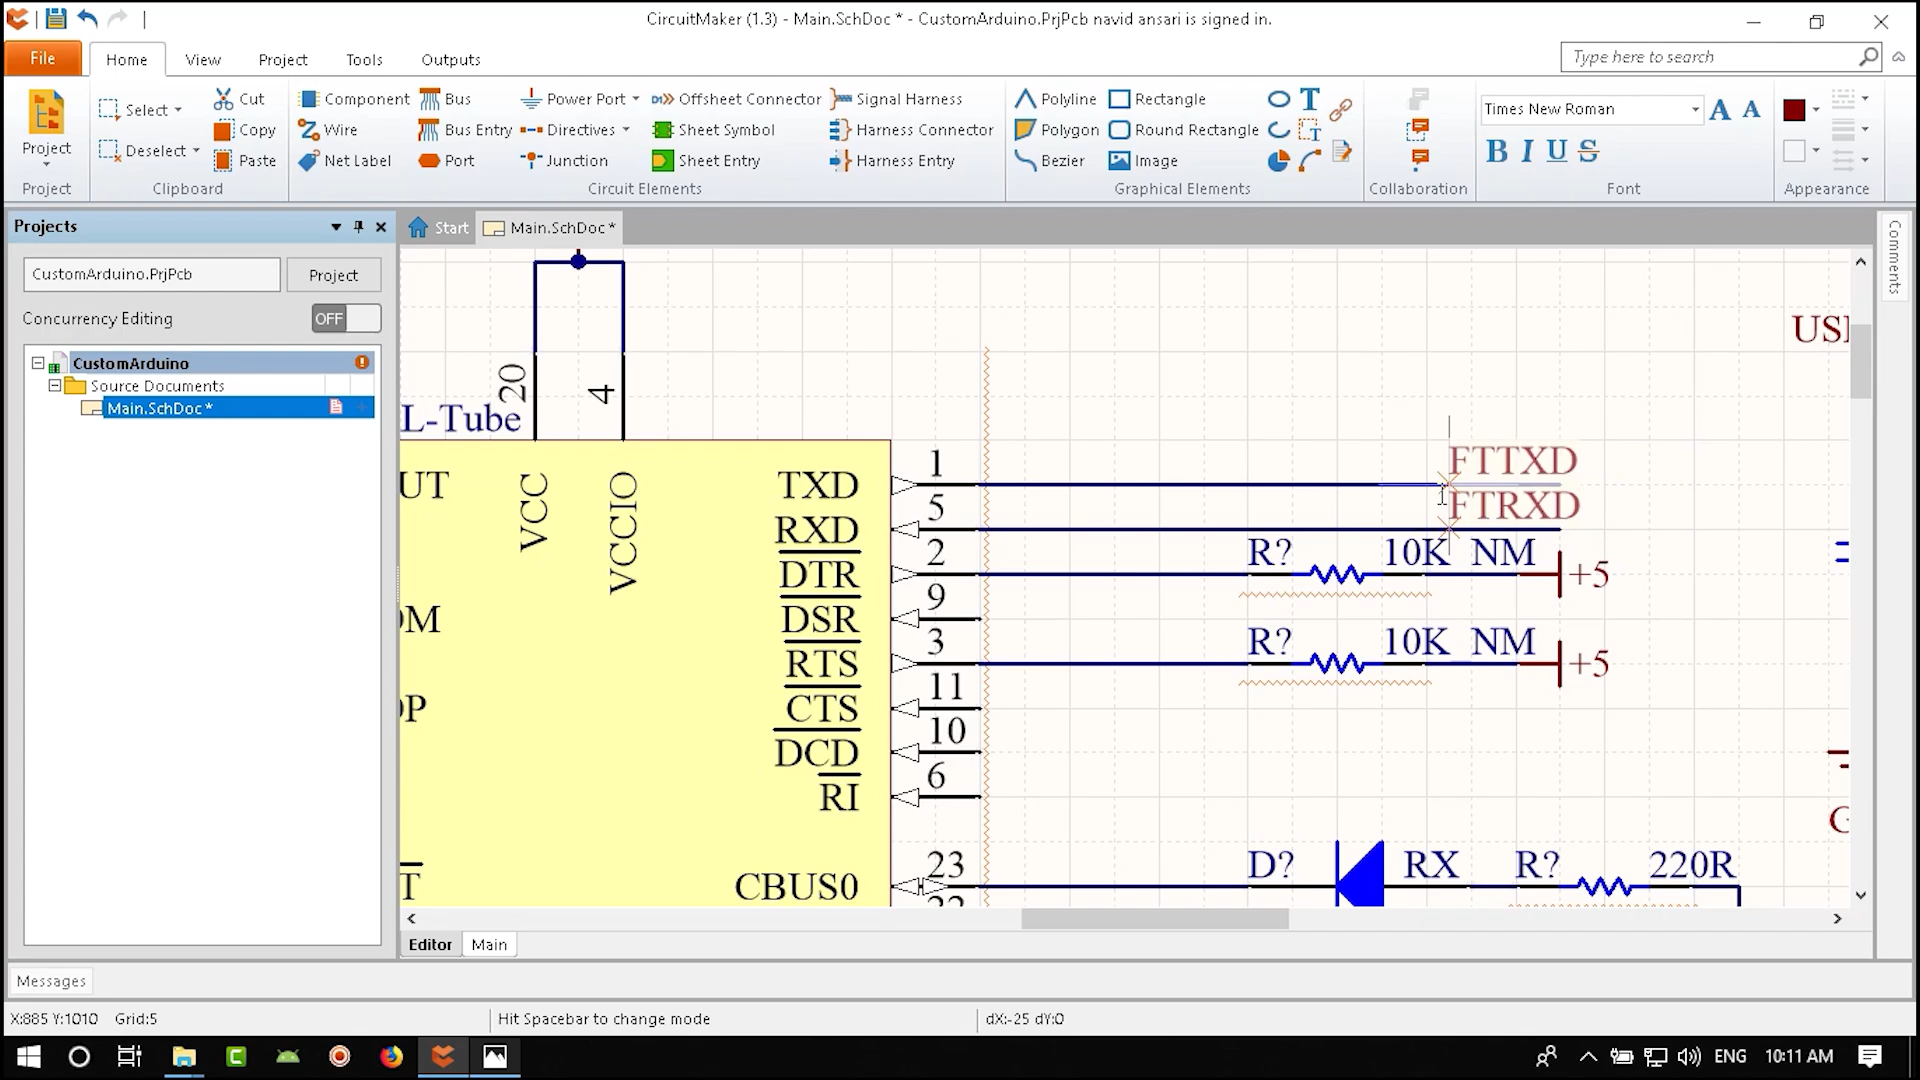 CircuitMaker (1.3) - Main.SchDoc * - CustomArduino.PrjPcb navid ansari is signed in.
File
Home
View
Project
Tools
Outputs
Type here to search
Project
Project
Select
Deselect
Cut
Copy
Paste
Clipboard
Component
Wire
Net Label
Bus
Bus Entry
Port
Power Port
Directives
Junction
Offsheet Connector
Sheet Symbol
Sheet Entry
Signal Harness
Harness Connector
Harness Entry
Circuit Elements
Polyline
Polygon
Bezier
Rectangle
Round Rectangle
Image
T
T
Graphical Elements
Collaboration
Times New Roman
A A
B I U S
Font
Appearance
Projects
CustomArduino.PrjPcb
Project
Concurrency Editing
OFF
CustomArduino
Source Documents
Main.SchDoc *
Start
Main.SchDoc *
Comments
20
4
L-Tube
VCC
VCCIO
UT
TXD
1
FTTXD
RXD
5
FTRXD
DTR
2
R?
10K_NM
+5
DSR
9
RTS
3
R?
10K_NM
+5
CTS
11
DCD
10
RI
6
CBUS0
23
D?
RX
R?
220R
Editor
Main
Messages
X:885 Y:1010 Grid:5
Hit Spacebar to change mode
dX:-25 dY:0
ENG
10:11 AM